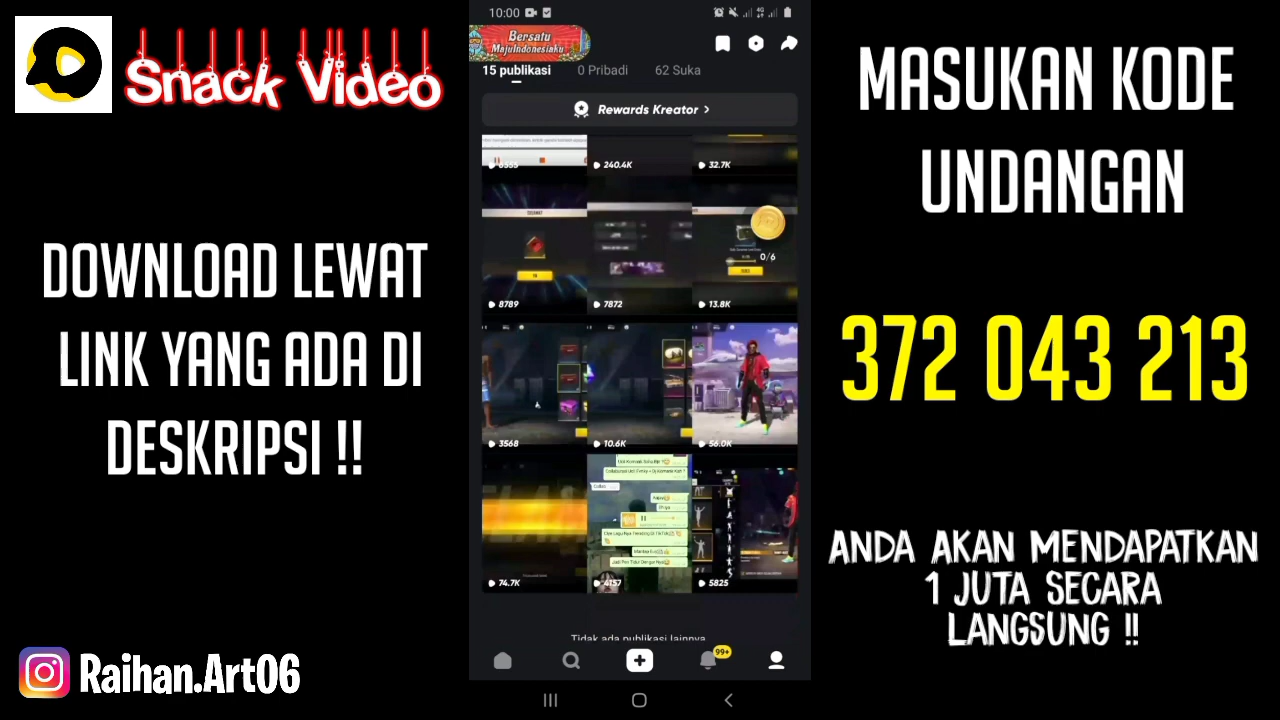 Snack Video
DOWNLOAD LEWAT
LINK YANG ADA DI
DESKRIPSI !!
Raihan.Art06
10:00
Bersatu
MajuIndonesiaku
15 publikasi
0 Pribadi
62 Suka
Rewards Kreator >
240.4K
32.7K
SELAMAT
0/6
8789
7872
13.8K
3568
10.6K
56.0K
74.7K
4157
5825
Tidak ada publikasi lainnya
99+
MASUKAN KODE
UNDANGAN
372 043 213
ANDA AKAN MENDAPATKAN
1 JUTA SECARA
LANGSUNG !!